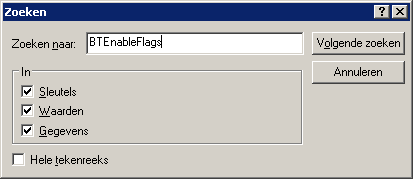 Zoeken
Zoeken naar: BTEnableFlags Volgende zoeken
Annuleren
In
Sleutels
Waarden
Gegevens
Hele tekenreeks